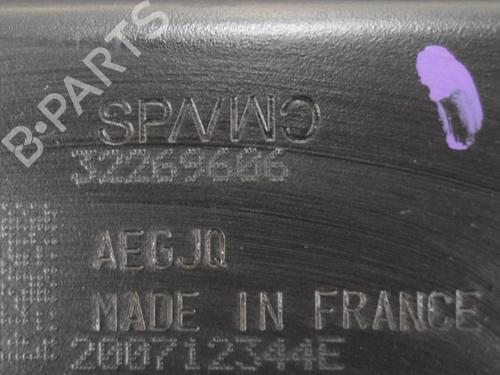 B-PARTS
SP/VMC
32269606
AEGJQ
MADE IN FRANCE
200712344E